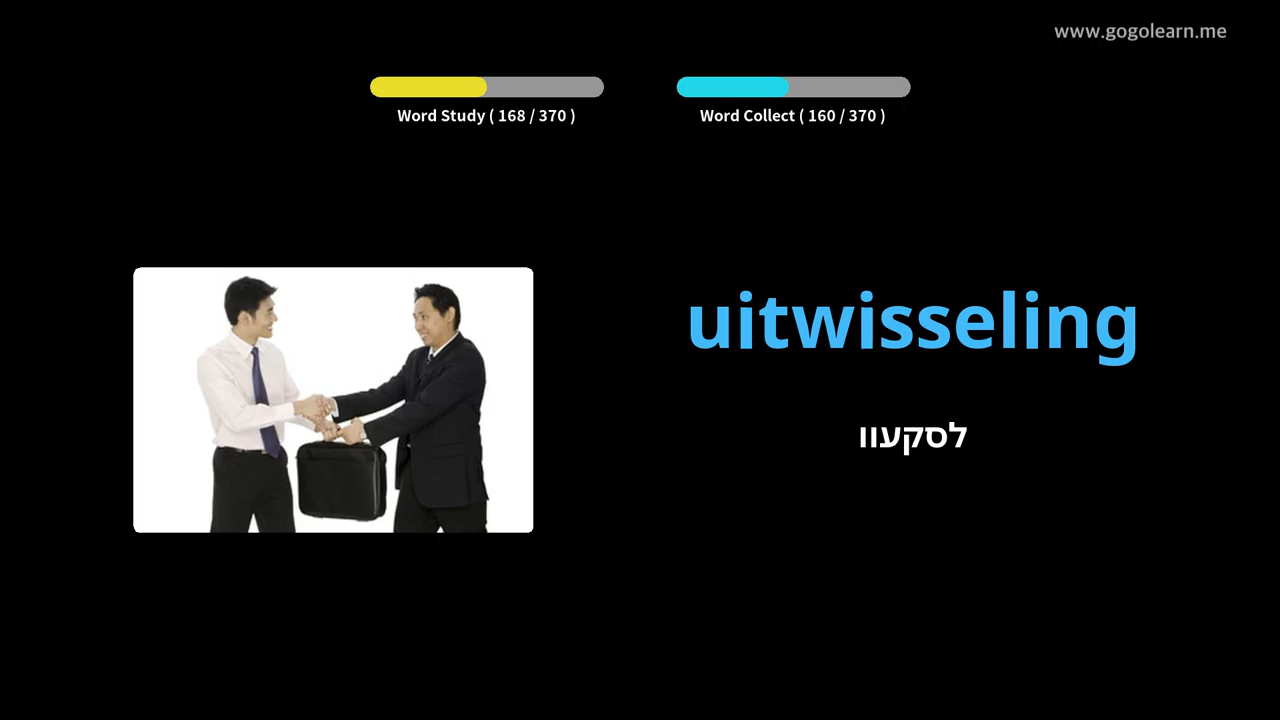 www.gogolearn.me
Word Study ( 168 / 370 )
Word Collect ( 160 / 370 )
uitwisseling
לסקעוו